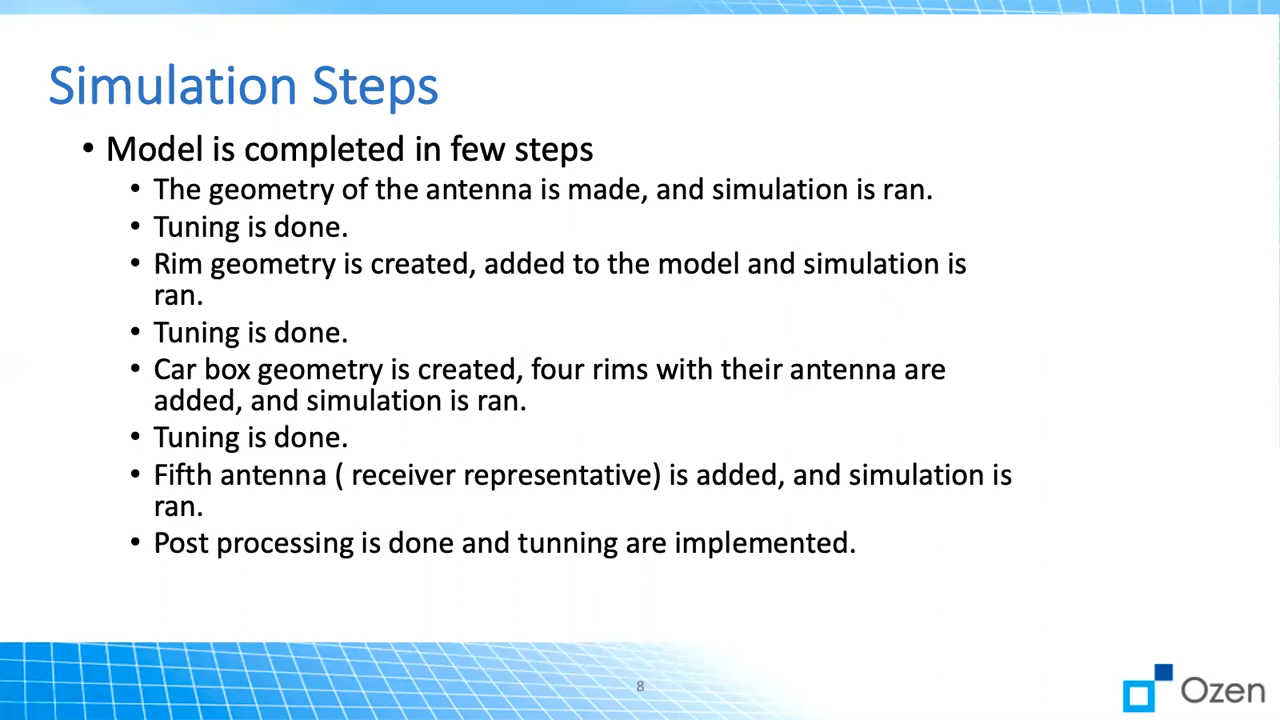 Simulation Steps
• Model is completed in few steps
• The geometry of the antenna is made, and simulation is ran.
• Tuning is done.
• Rim geometry is created, added to the model and simulation is
ran.
• Tuning is done.
• Car box geometry is created, four rims with their antenna are
added, and simulation is ran.
• Tuning is done.
• Fifth antenna ( receiver representative) is added, and simulation is
ran.
• Post processing is done and tunning are implemented.
8
Ozen